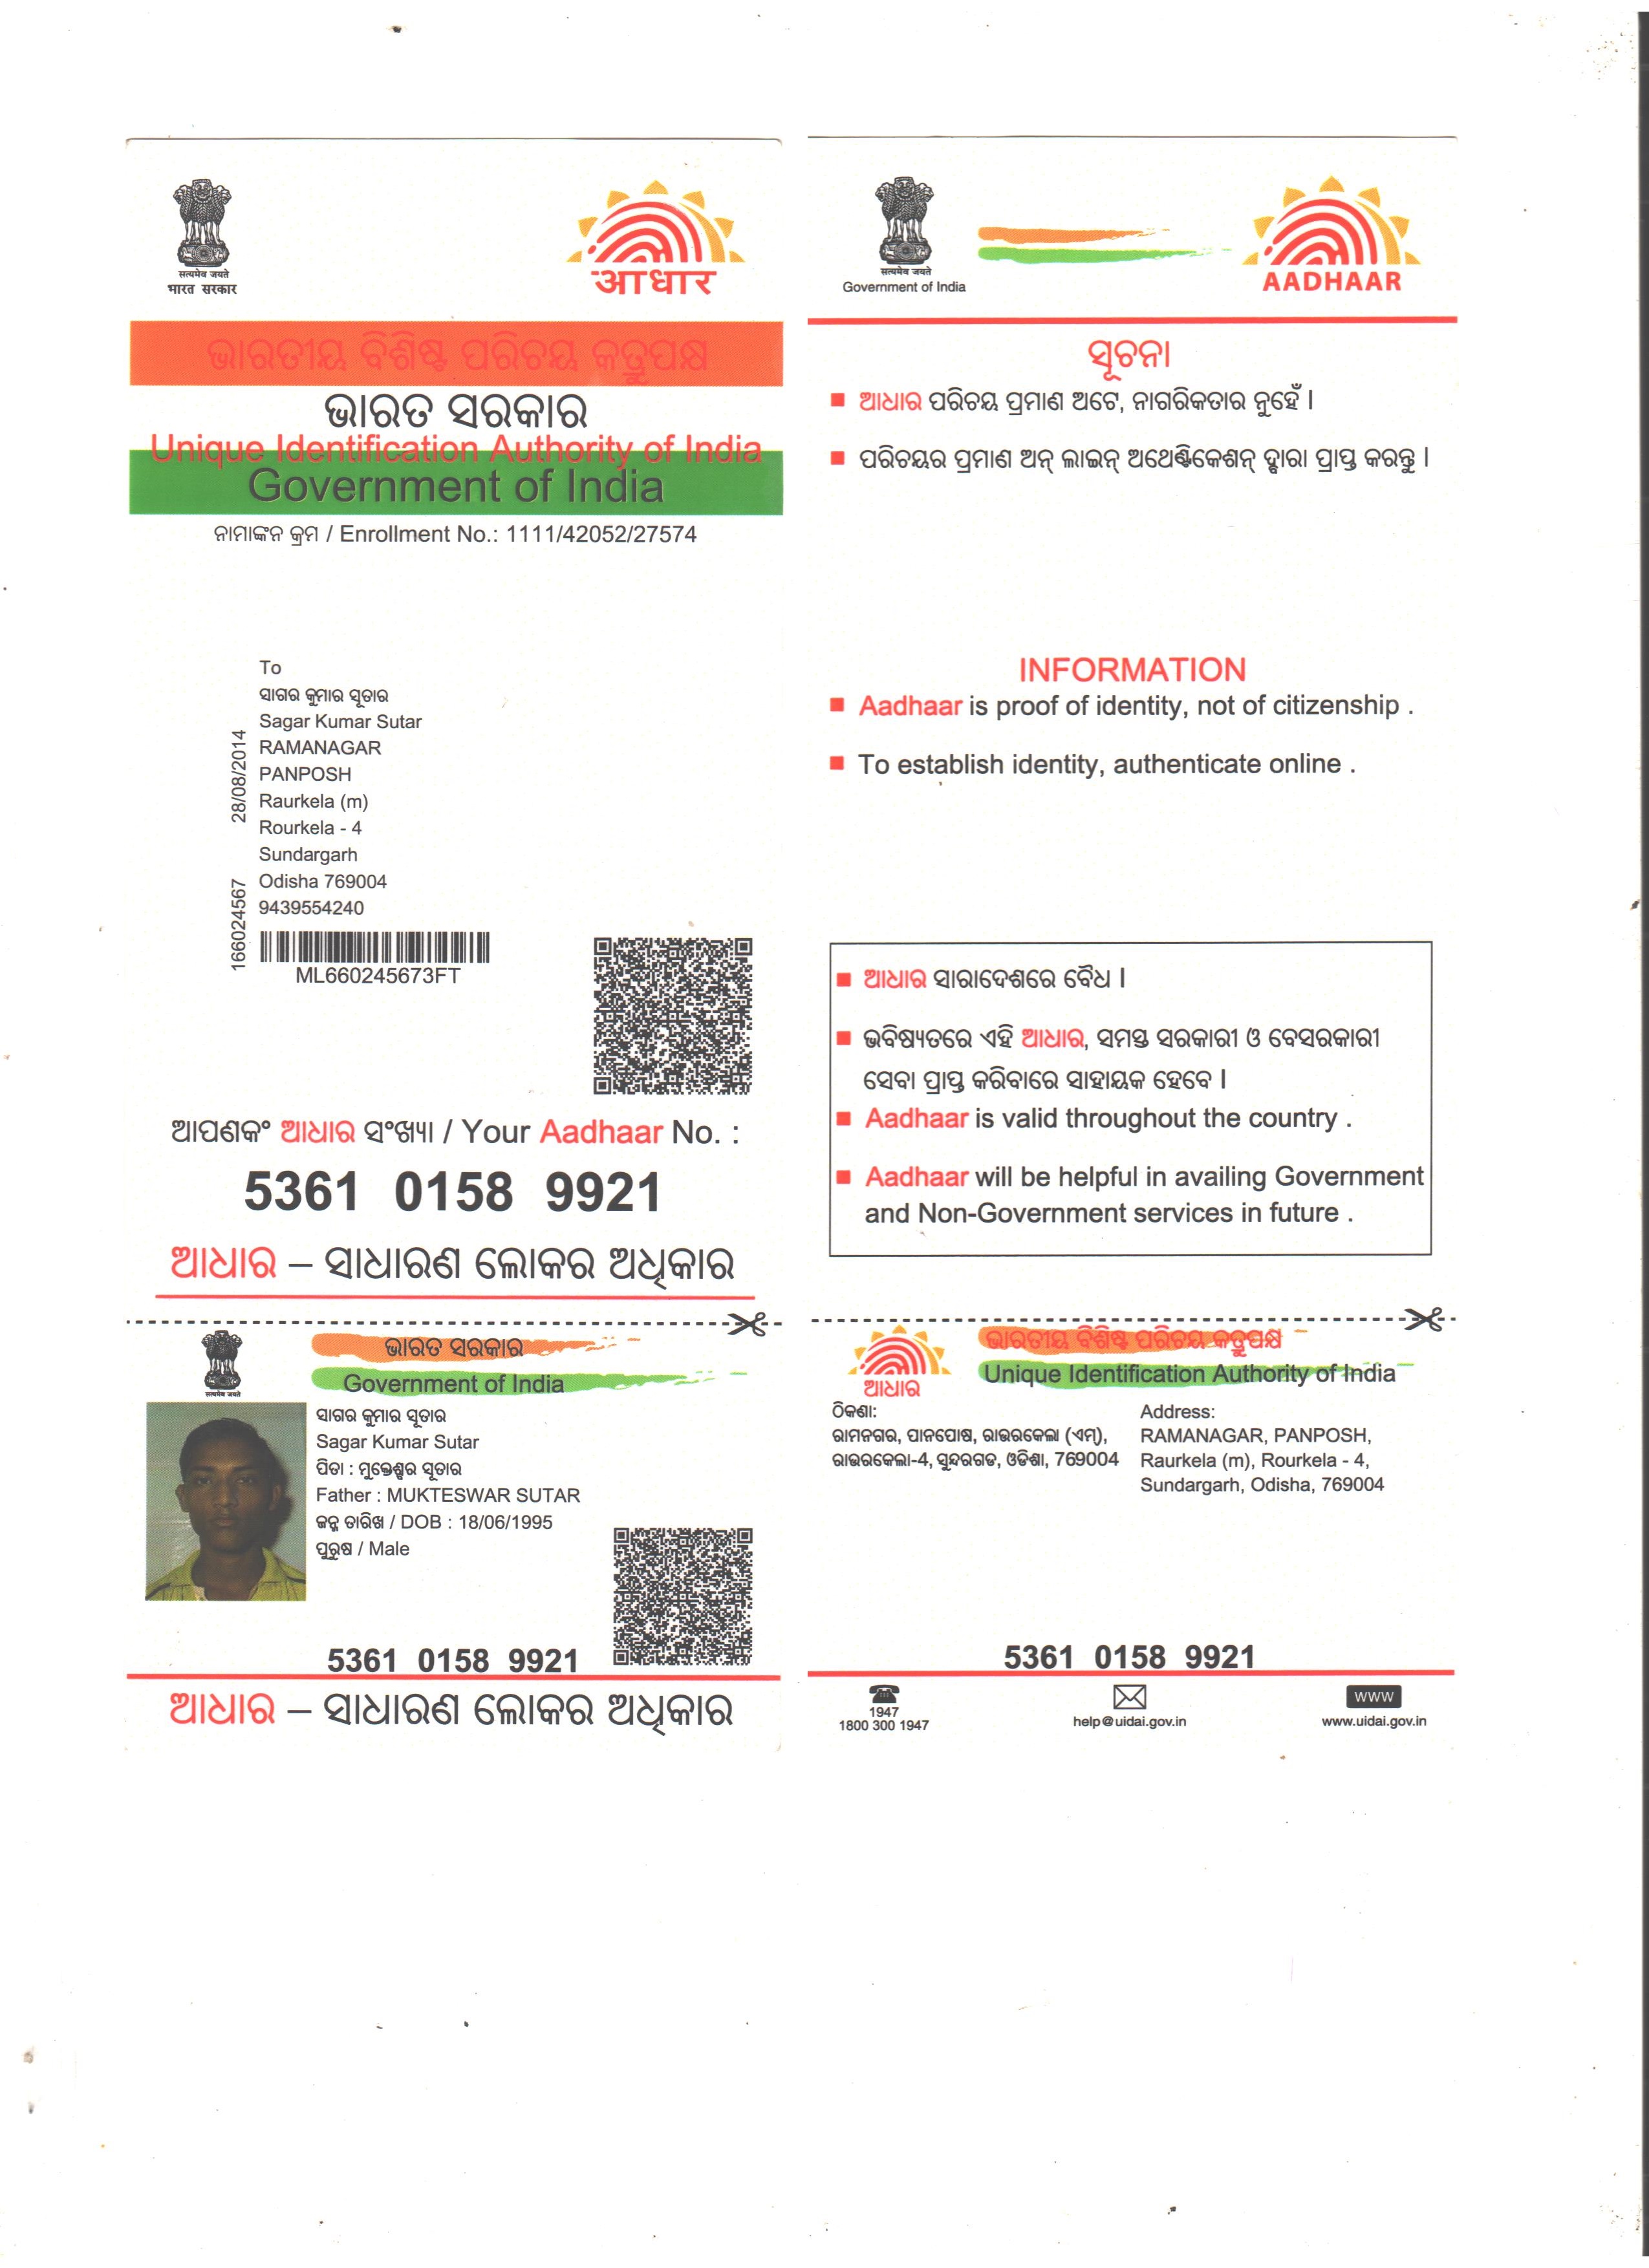 सत्यमेव जयते
भारत सरकार
आधार
ଭାରତୀୟ ବିଶିଷ୍ଟ ପରିଚୟ କତ୍ରୁପକ୍ଷ
ଭାରତ ସରକାର
Unique Identification Authority of India
Government of India
ନାମାଙ୍କନ କ୍ରମ / Enrollment No.: 1111/42052/27574
To
ସାଗର କୁମାର ସୂତାର
Sagar Kumar Sutar
RAMANAGAR
PANPOSH
Raurkela (m)
Rourkela - 4
Sundargarh
Odisha 769004
9439554240
28/08/2014
166024567
ML660245673FT
ଆପଣକଂ ଆଧାର ସଂଖ୍ୟା / Your Aadhaar No. :
5361 0158 9921
ଆଧାର – ସାଧାରଣ ଲୋକର ଅଧିକାର
सत्यमेव जयते
ଭାରତ ସରକାର
Government of India
ସାଗର କୁମାର ସୂତାର
Sagar Kumar Sutar
ପିତା : ମୁକ୍ତେଶ୍ବର ସୂତାର
Father : MUKTESWAR SUTAR
ଜନ୍ମ ତାରିଖ / DOB : 18/06/1995
ପୁରୁଷ / Male
5361 0158 9921
ଆଧାର – ସାଧାରଣ ଲୋକର ଅଧିକାର
सत्यमेव जयते
Government of India
AADHAAR
ସୂଚନା
ଆଧାର ପରିଚୟ ପ୍ରମାଣ ଅଟେ, ନାଗରିକତାର ନୁହେଁ |
ପରିଚୟର ପ୍ରମାଣ ଅନ୍ ଲାଇନ୍ ଅଥେଣ୍ଟିକେଶନ୍ ଦ୍ବାରା ପ୍ରାପ୍ତ କରନ୍ତୁ |
INFORMATION
Aadhaar is proof of identity, not of citizenship .
To establish identity, authenticate online .
ଆଧାର ସାରାଦେଶରେ ବୈଧ |
ଭବିଷ୍ୟତରେ ଏହି ଆଧାର, ସମସ୍ତ ସରକାରୀ ଓ ବେସରକାରୀ
ସେବା ପ୍ରାପ୍ତ କରିବାରେ ସାହାୟକ ହେବେ |
Aadhaar is valid throughout the country .
Aadhaar will be helpful in availing Government
and Non-Government services in future .
ଆଧାର
ଭାରତୀୟ ବିଶିଷ୍ଟ ପରିଚୟ କତ୍ରୁପକ୍ଷ
Unique Identification Authority of India
ଠିକଣା:
ରାମନଗର, ପାନପୋଷ, ରାଉରକେଲା (ଏମ୍),
ରାଉରକେଲା-4, ସୁନ୍ଦରଗଡ, ଓଡିଶା, 769004
Address:
RAMANAGAR, PANPOSH,
Raurkela (m), Rourkela - 4,
Sundargarh, Odisha, 769004
5361 0158 9921
1947
1800 300 1947
help@uidai.gov.in
WWW
www.uidai.gov.in